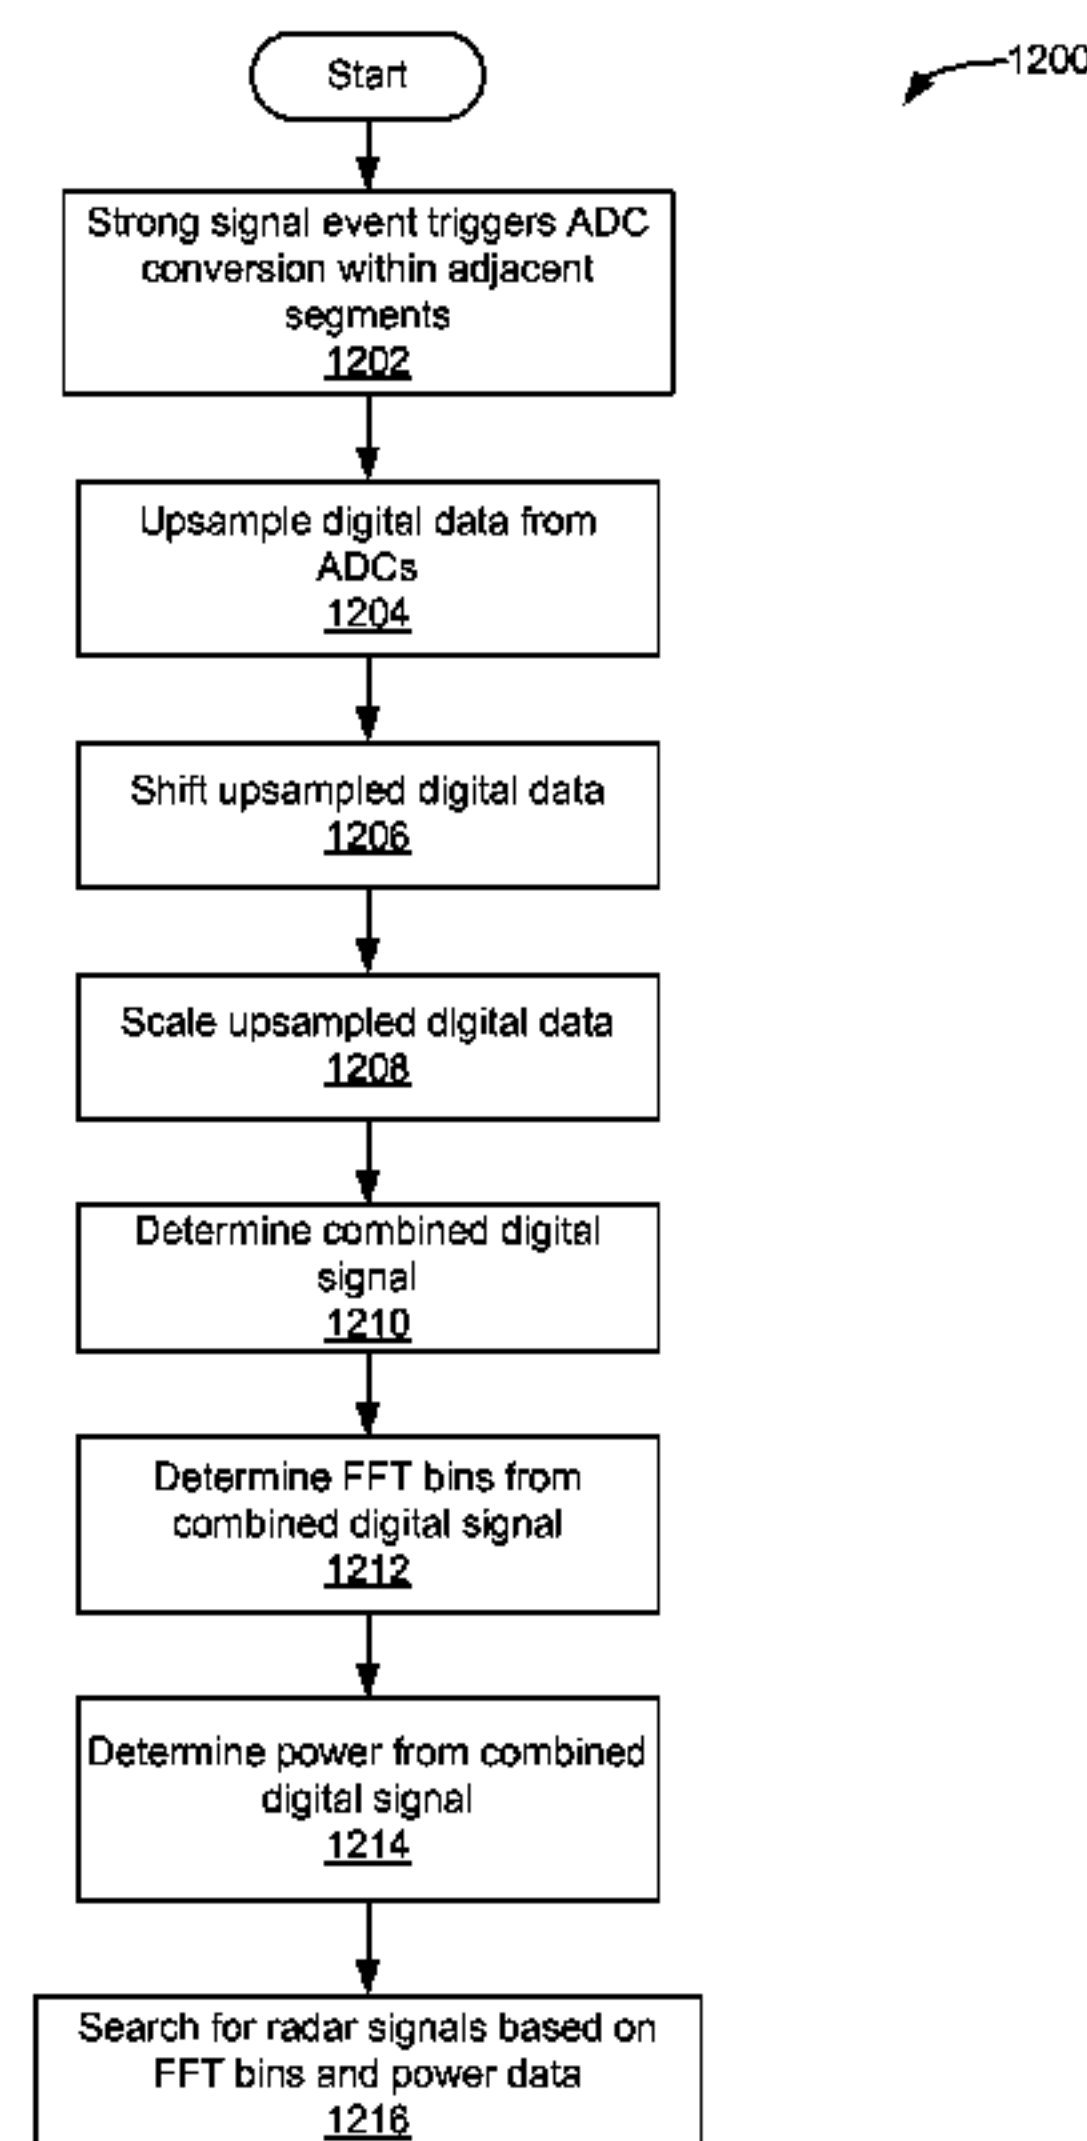 Start
1200
Strong signal event triggers ADC
conversion within adjacent
segments
1202
Upsample digital data from
ADCs
1204
Shift upsampled digital data
1206
Scale upsampled digital data
1208
Determine combined digital
signal
1210
Determine FFT bins from
combined digital signal
1212
Determine power from combined
digital signal
1214
Search for radar signals based on
FFT bins and power data
1216